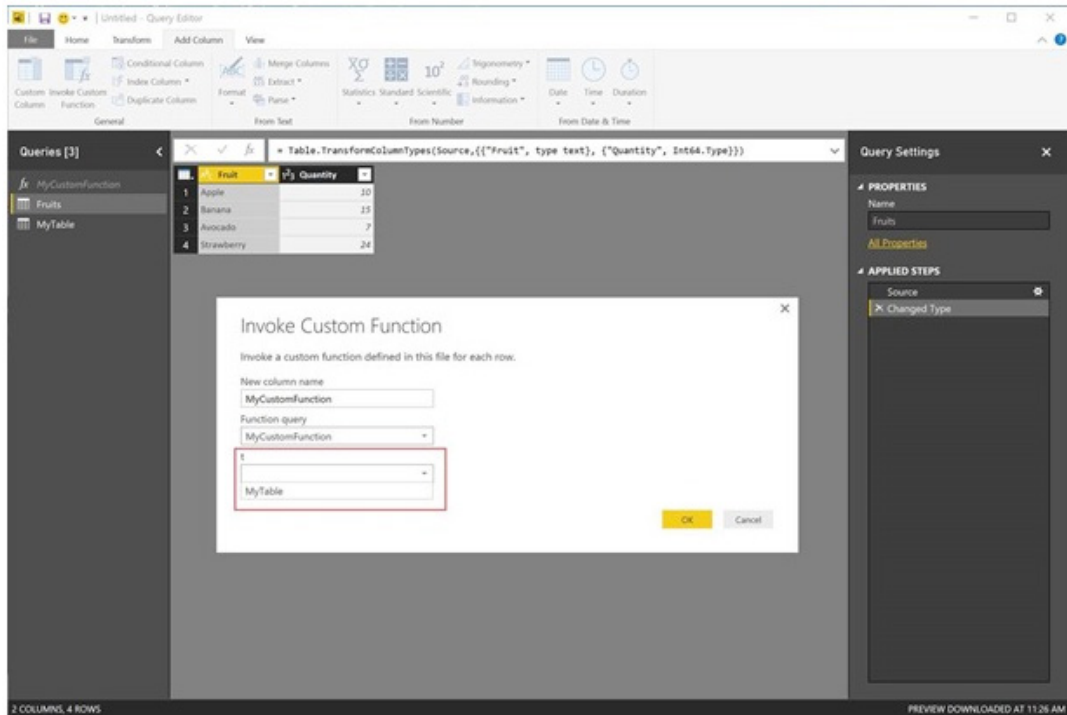 Untitled - Query Editor
File Home Transform Add Column View
Custom Column
Invoke Custom Function
Conditional Column
Index Column
Duplicate Column
General
ABC
Format
Merge Columns
Extract
Parse
From Text
Χσ
Σ
Statistics
Standard
10²
Scientific
Trigonometry
Rounding
Information
From Number
Date
Time
Duration
From Date & Time
Queries [3]
fx MyCustomFunction
Fruits
MyTable
fx = Table.TransformColumnTypes(Source,{{"Fruit", type text}, {"Quantity", Int64.Type}})
Fruit 1²3 Quantity
1 Apple 10
2 Banana 15
3 Avocado 7
4 Strawberry 24
Invoke Custom Function
Invoke a custom function defined in this file for each row.
New column name
MyCustomFunction
Function query
MyCustomFunction
t
MyTable
OK Cancel
Query Settings
PROPERTIES
Name
Fruits
All Properties
APPLIED STEPS
Source
Changed Type
2 COLUMNS, 4 ROWS
PREVIEW DOWNLOADED AT 11:26 AM